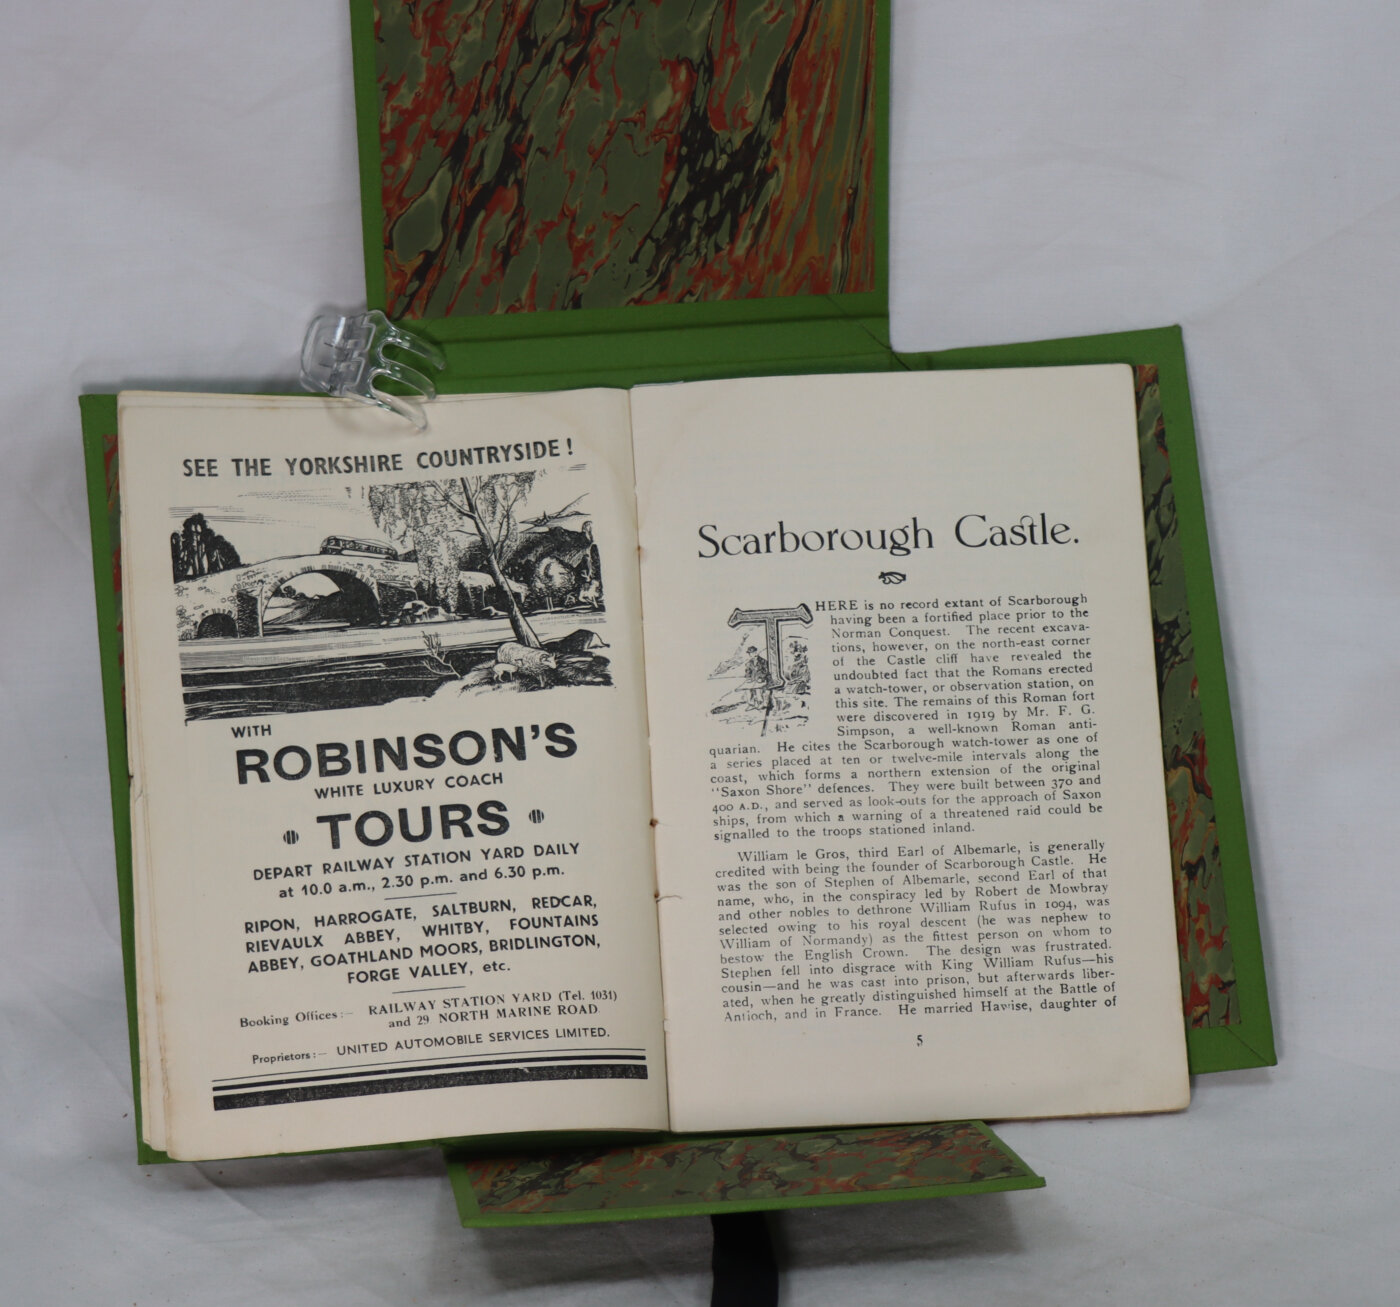 SEE THE YORKSHIRE COUNTRYSIDE!
WITH
ROBINSON'S
WHITE LUXURY COACH
TOURS
DEPART RAILWAY STATION YARD DAILY
at 10.0 a.m., 2.30 p.m. and 6.30 p.m.
RIPON, HARROGATE, SALTBURN, REDCAR,
RIEVAULX ABBEY, WHITBY, FOUNTAINS
ABBEY, GOATHLAND MOORS, BRIDLINGTON,
FORGE VALLEY, etc.
Booking Offices:— RAILWAY STATION YARD (Tel. 1031)
and 29 NORTH MARINE ROAD
Proprietors:— UNITED AUTOMOBILE SERVICES LIMITED.
Scarborough Castle.
THERE is no record extant of Scarborough
having been a fortified place prior to the
Norman Conquest. The recent excava-
tions, however, on the north-east corner
of the Castle cliff have revealed the
undoubted fact that the Romans erected
a watch-tower, or observation station, on
this site. The remains of this Roman fort
were discovered in 1919 by Mr. F. G.
Simpson, a well-known Roman anti-
quarian. He cites the Scarborough watch-tower as one of
a series placed at ten or twelve-mile intervals along the
coast, which forms a northern extension of the original
"Saxon Shore" defences. They were built between 370 and
400 A.D., and served as look-outs for the approach of Saxon
ships, from which a warning of a threatened raid could be
signalled to the troops stationed inland.
William le Gros, third Earl of Albemarle, is generally
credited with being the founder of Scarborough Castle. He
was the son of Stephen of Albemarle, second Earl of that
name, who, in the conspiracy led by Robert de Mowbray
and other nobles to dethrone William Rufus in 1094, was
selected owing to his royal descent (he was nephew to
William of Normandy) as the fittest person on whom to
bestow the English Crown. The design was frustrated.
Stephen fell into disgrace with King William Rufus—his
cousin—and he was cast into prison, but afterwards liber-
ated, when he greatly distinguished himself at the Battle of
Antioch, and in France. He married Hawise, daughter of
5